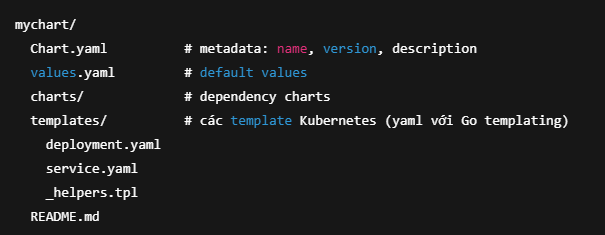 mychart/
  Chart.yaml          # metadata: name, version, description
  values.yaml         # default values
  charts/             # dependency charts
  templates/          # các template Kubernetes (yaml với Go templating)
    deployment.yaml
    service.yaml
    _helpers.tpl
  README.md